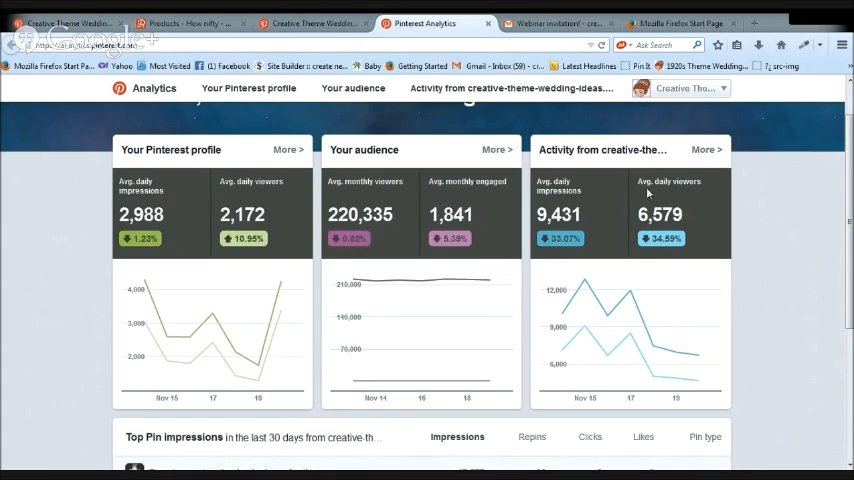 Creative Theme Weddin...
Products - How nifty - ...
Creative Theme Weddin...
Pinterest Analytics
Webinar invitation! - cre...
Mozilla Firefox Start Page
Google+
https://analytics.pinterest.com
Ask Search
Mozilla Firefox Start Pa...
Yahoo
Most Visited
(1) Facebook
Site Builder :: create ne...
Baby
Getting Started
Gmail - Inbox (59) - cr...
Latest Headlines
Pin It
1920s Theme Wedding...
?¿ src-img
Analytics
Your Pinterest profile
Your audience
Activity from creative-theme-wedding-ideas....
Creative The...
Your Pinterest profile
More >
Your audience
More >
Activity from creative-the...
More >
Avg. daily impressions
Avg. daily viewers
Avg. monthly viewers
Avg. monthly engaged
Avg. daily impressions
Avg. daily viewers
2,988
2,172
220,335
1,841
9,431
6,579
1.23%
10.95%
0.82%
5.39%
33.07%
34.59%
4,000
3,000
2,000
Nov 15
17
19
210,000
140,000
70,000
Nov 14
16
18
12,000
9,000
6,000
Nov 15
17
19
Top Pin impressions in the last 30 days from creative-th...
Impressions
Repins
Clicks
Likes
Pin type